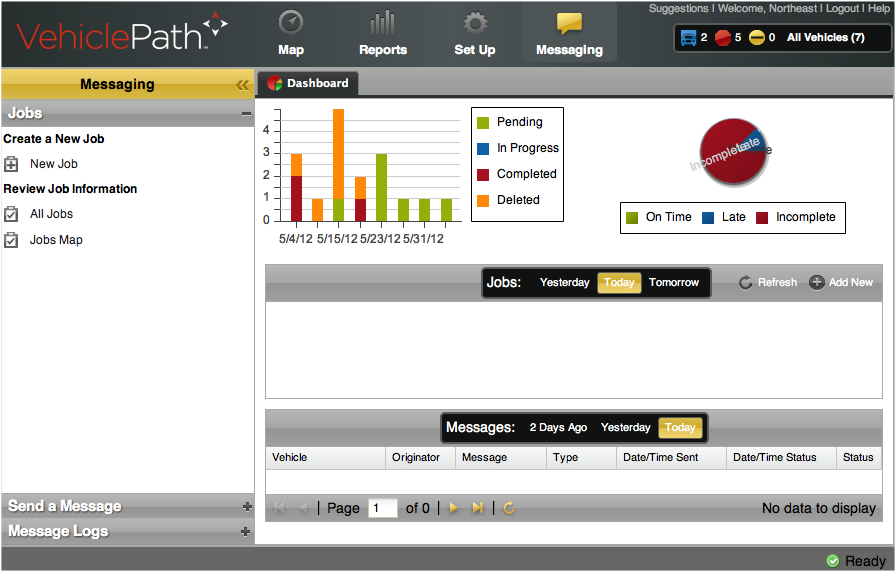 Suggestions | Welcome, Northeast | Logout | Help
VehiclePath™
Map
Reports
Set Up
Messaging
2 5 0 All Vehicles (7)
Messaging
Dashboard
Jobs
Create a New Job
New Job
Review Job Information
All Jobs
Jobs Map
Send a Message
Message Logs
4
3
2
1
0
5/4/12 5/15/12 5/23/12 5/31/12
Pending
In Progress
Completed
Deleted
Incomplete
Late
On Time Late Incomplete
Jobs: Yesterday Today Tomorrow
Refresh Add New
Messages: 2 Days Ago Yesterday Today
Vehicle Originator Message Type Date/Time Sent Date/Time Status Status
Page 1 of 0
No data to display
Ready